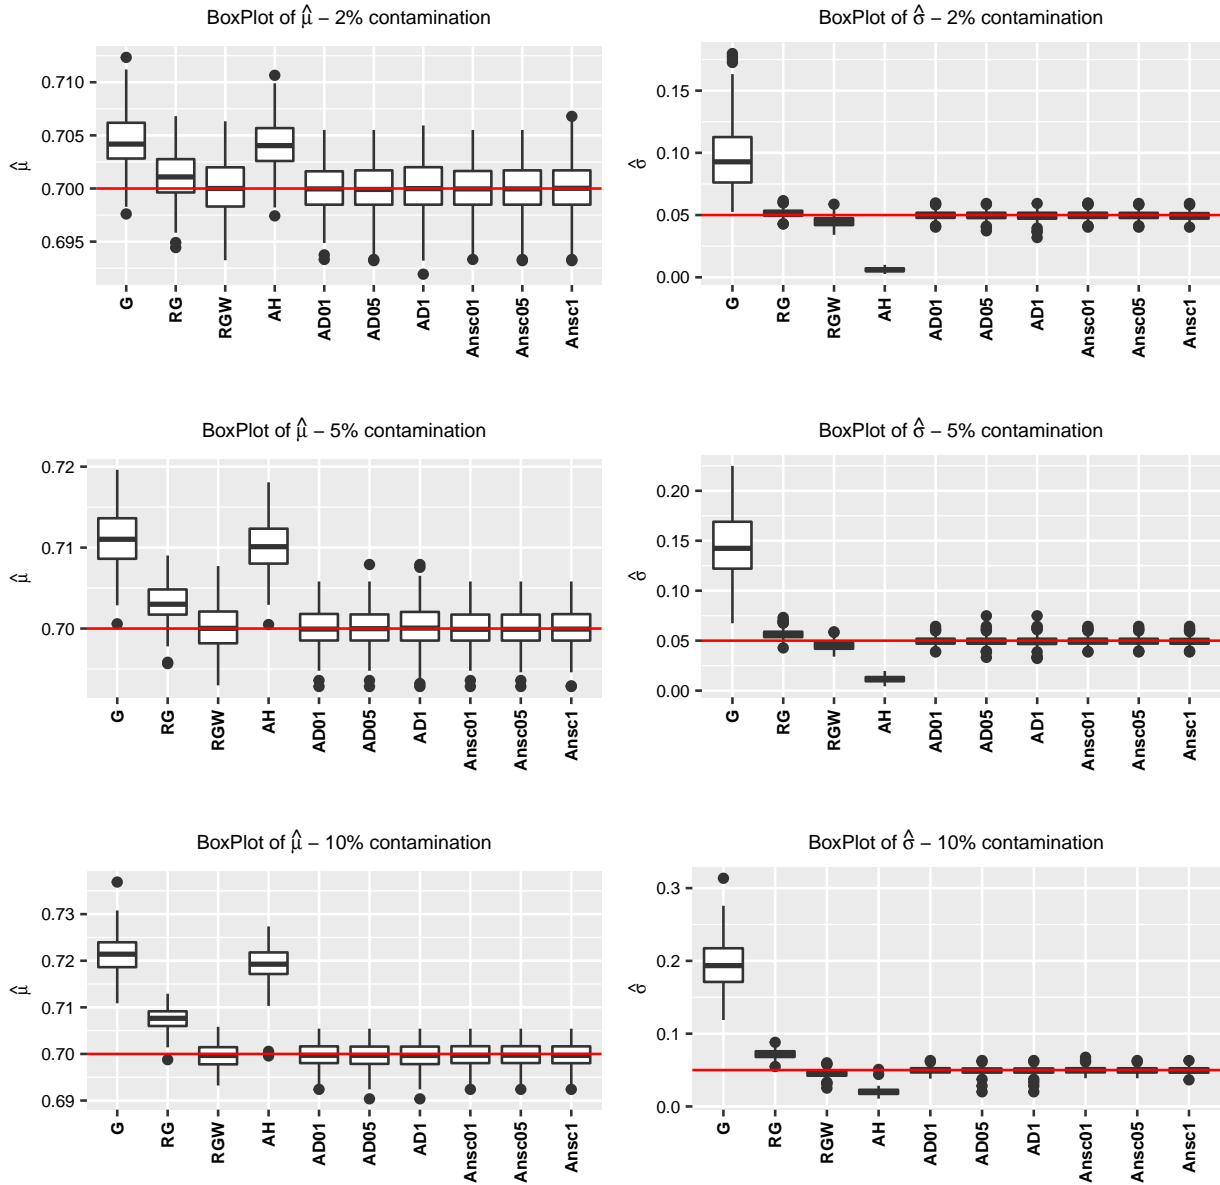 BoxPlot of μ̂ – 2% contamination
μ̂
0.710
0.705
0.700
0.695
G
RG
RGW
AH
AD01
AD05
AD1
Ansc01
Ansc05
Ansc1
BoxPlot of σ̂ – 2% contamination
σ̂
0.15
0.10
0.05
0.00
G
RG
RGW
AH
AD01
AD05
AD1
Ansc01
Ansc05
Ansc1
BoxPlot of μ̂ – 5% contamination
μ̂
0.72
0.71
0.70
G
RG
RGW
AH
AD01
AD05
AD1
Ansc01
Ansc05
Ansc1
BoxPlot of σ̂ – 5% contamination
σ̂
0.20
0.15
0.10
0.05
0.00
G
RG
RGW
AH
AD01
AD05
AD1
Ansc01
Ansc05
Ansc1
BoxPlot of μ̂ – 10% contamination
μ̂
0.73
0.72
0.71
0.70
0.69
G
RG
RGW
AH
AD01
AD05
AD1
Ansc01
Ansc05
Ansc1
BoxPlot of σ̂ – 10% contamination
σ̂
0.3
0.2
0.1
0.0
G
RG
RGW
AH
AD01
AD05
AD1
Ansc01
Ansc05
Ansc1